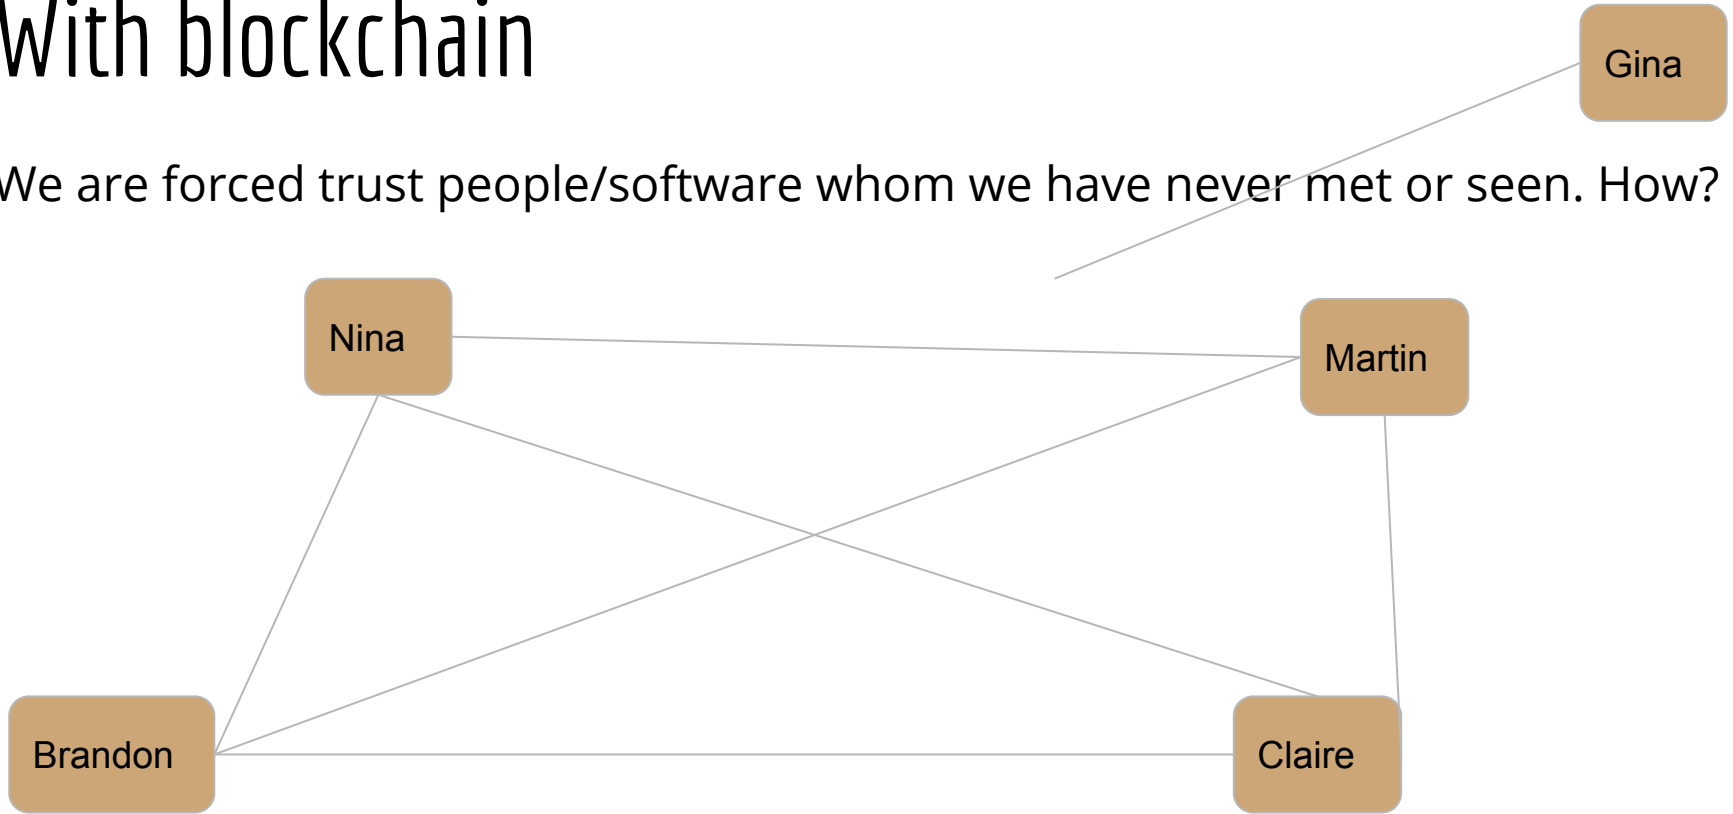 With blockchain
Gina
We are forced trust people/software whom we have never met or seen. How?
Nina
Martin
Brandon
Claire